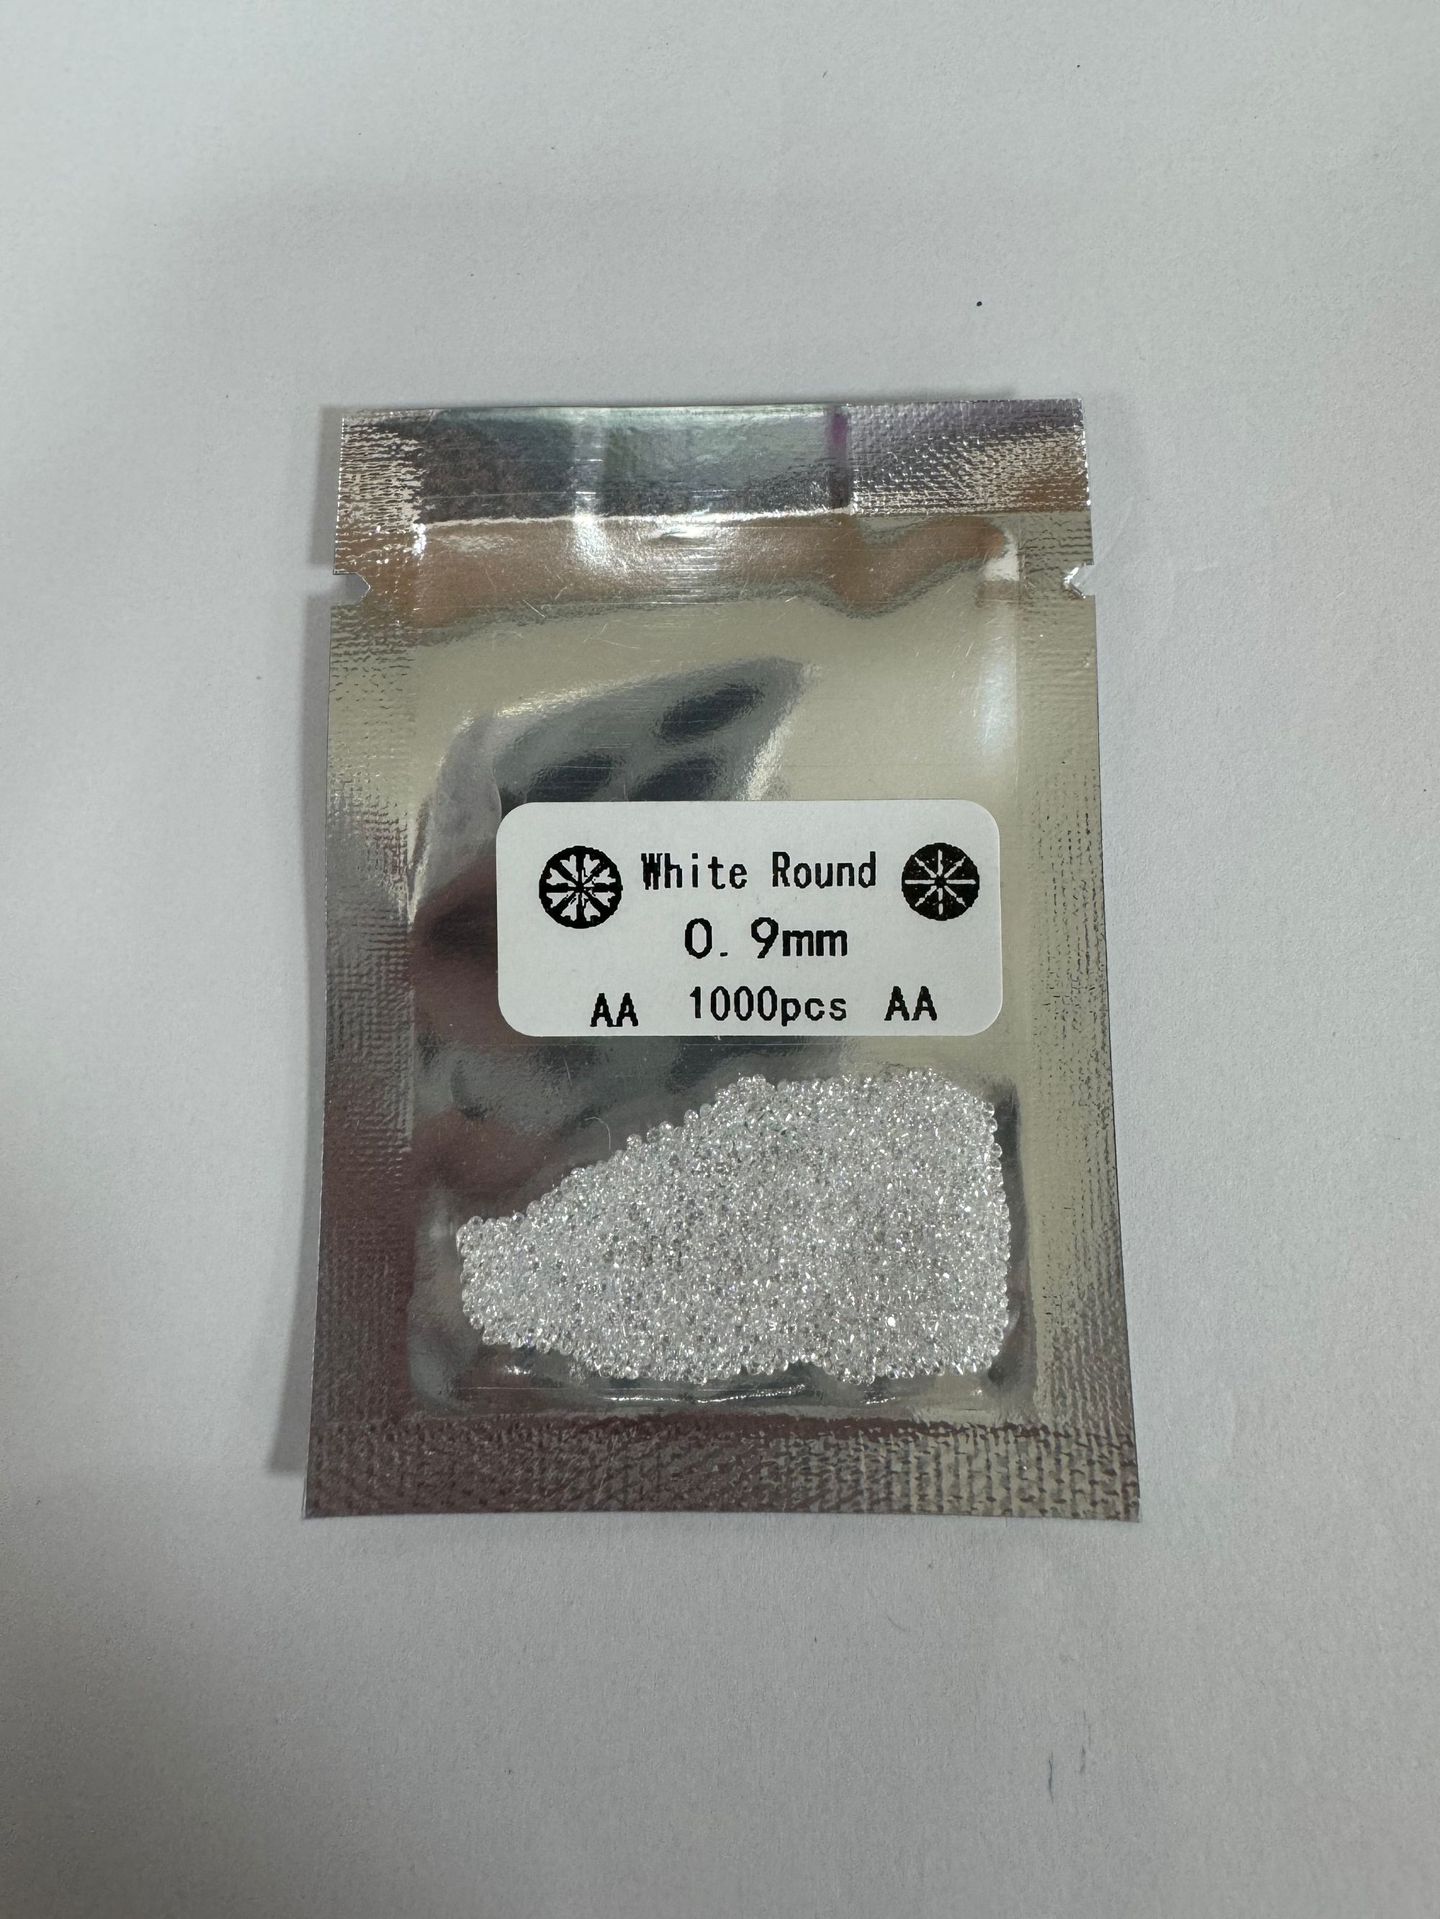 White Round
0.9mm
AA 1000pcs AA